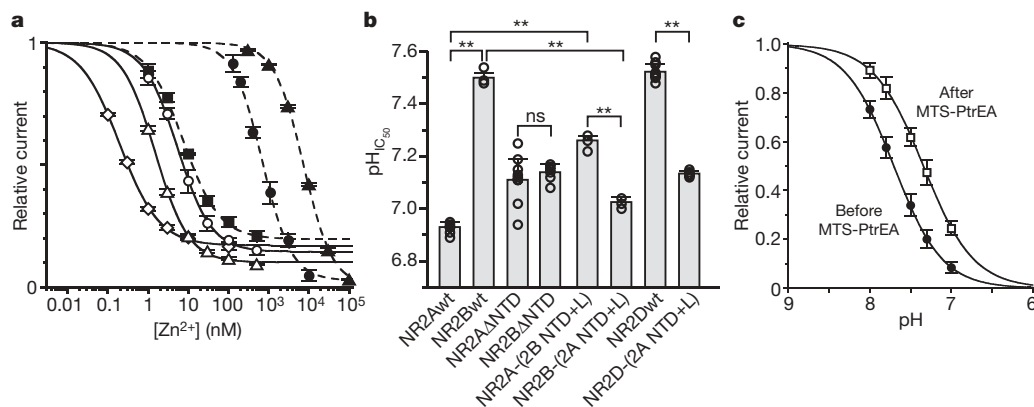 a
Relative current
1
0
0.01
0.1
1
10
100
10³
10⁴
10⁵
[Zn²⁺] (nM)
b
pH_IC₅₀
7.6
7.4
7.2
7.0
6.8
**
**
**
ns
**
**
NR2Awt
NR2Bwt
NR2AΔNTD
NR2BΔNTD
NR2A-(2B NTD+L)
NR2B-(2A NTD+L)
NR2Dwt
NR2D-(2A NTD+L)
c
Relative current
1.0
0.8
0.6
0.4
0.2
0
After
MTS-PtrEA
Before
MTS-PtrEA
9
8
7
6
pH